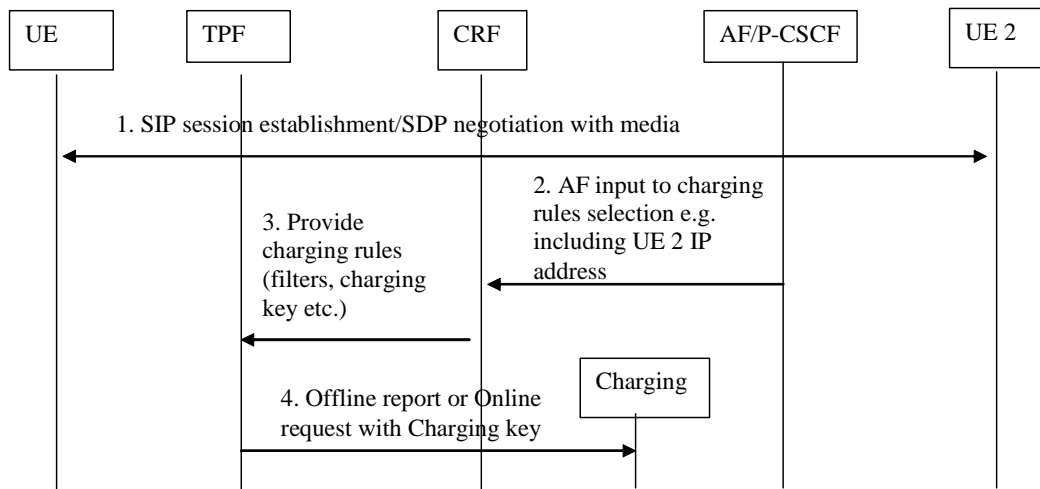 UE
TPF
CRF
AF/P-CSCF
UE 2
1. SIP session establishment/SDP negotiation with media
2. AF input to charging
rules selection e.g.
including UE 2 IP
address
3. Provide
charging rules
(filters, charging
key etc.)
Charging
4. Offline report or Online
request with Charging key